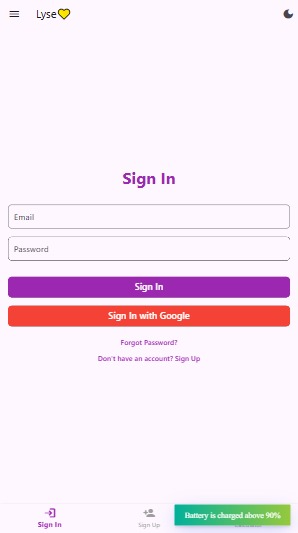 Lyse💛
Sign In
Email
Password
Sign In
Sign In with Google
Forgot Password?
Don't have an account? Sign Up
Sign In
Sign Up
Battery is charged above 90%